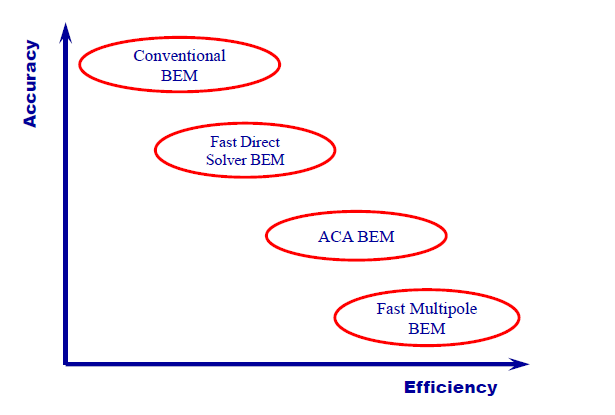 Accuracy
Conventional
BEM
Fast Direct
Solver BEM
ACA BEM
Fast Multipole
BEM
Efficiency